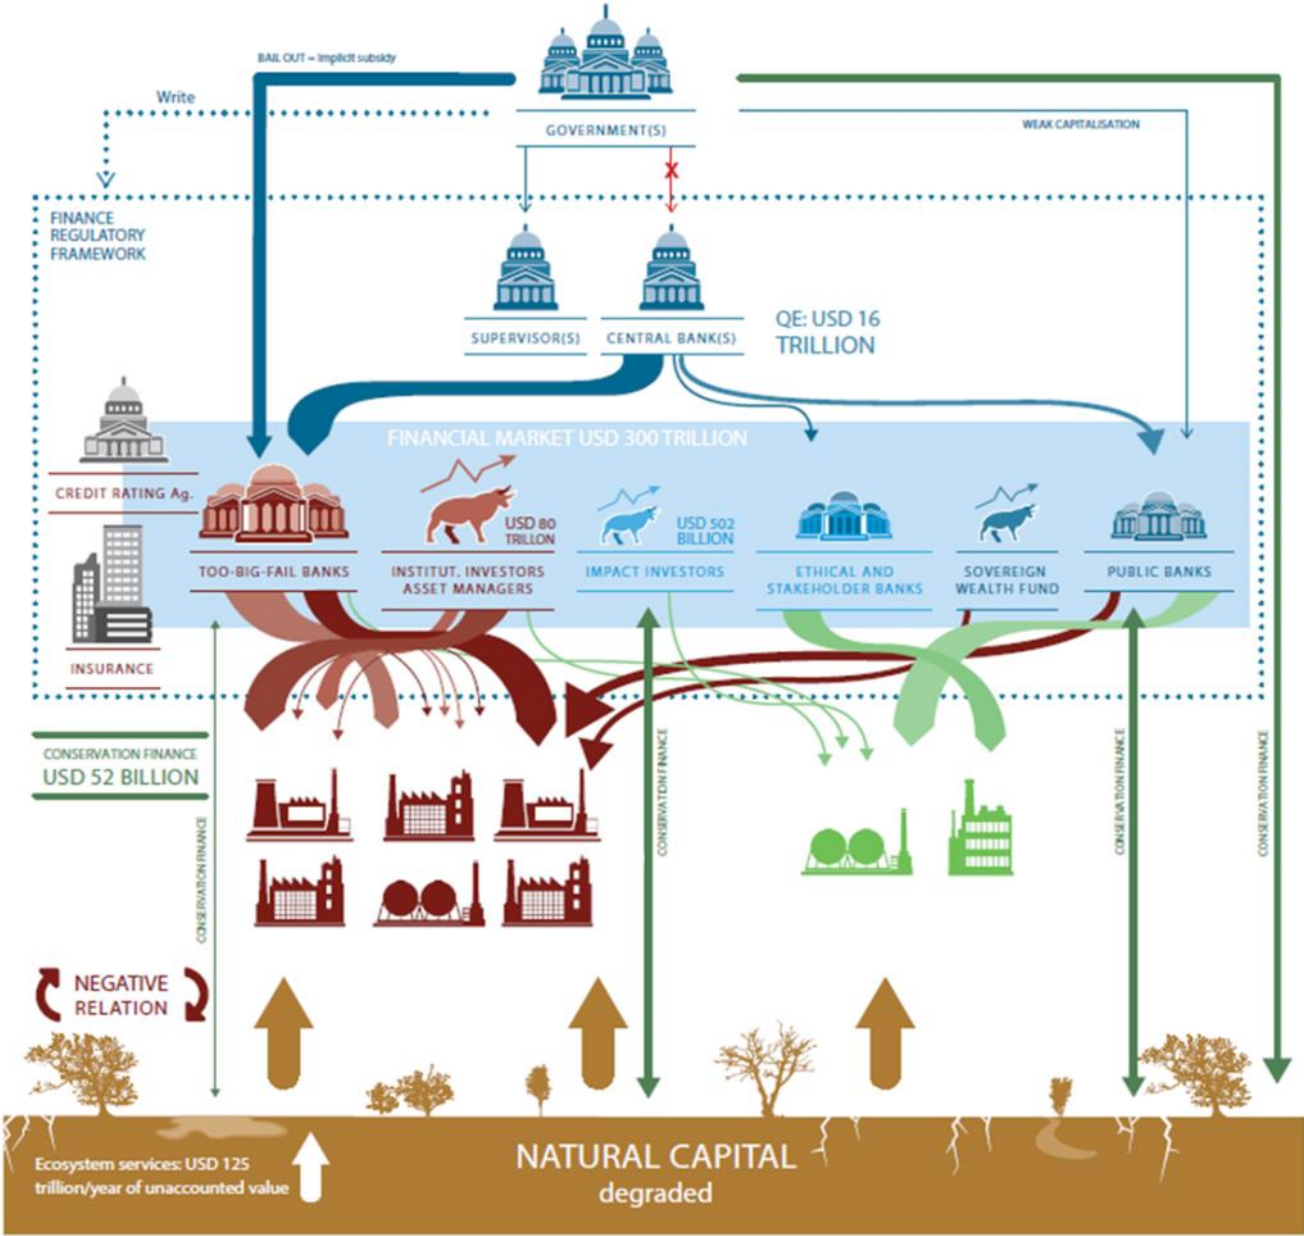 BAIL OUT = Implicit subsidy
Write
GOVERNMENT(S)
WEAK CAPITALISATION
X
FINANCE
REGULATORY
FRAMEWORK
SUPERVISOR(S)
CENTRAL BANK(S)
QE: USD 16
TRILLION
FINANCIAL MARKET USD 300 TRILLION
CREDIT RATING Ag.
USD 80
TRILLON
USD 502
BILLION
TOO-BIG-FAIL BANKS
INSTITUT. INVESTORS
ASSET MANAGERS
IMPACT INVESTORS
ETHICAL AND
STAKEHOLDER BANKS
SOVEREIGN
WEALTH FUND
PUBLIC BANKS
INSURANCE
CONSERVATION FINANCE
USD 52 BILLION
CONSERVATION FINANCE
CONSERVATION FINANCE
CONSERVATION FINANCE
CONSERVATION FINANCE
NEGATIVE
RELATION
Ecosystem services: USD 125
trillion/year of unaccounted value
NATURAL CAPITAL
degraded